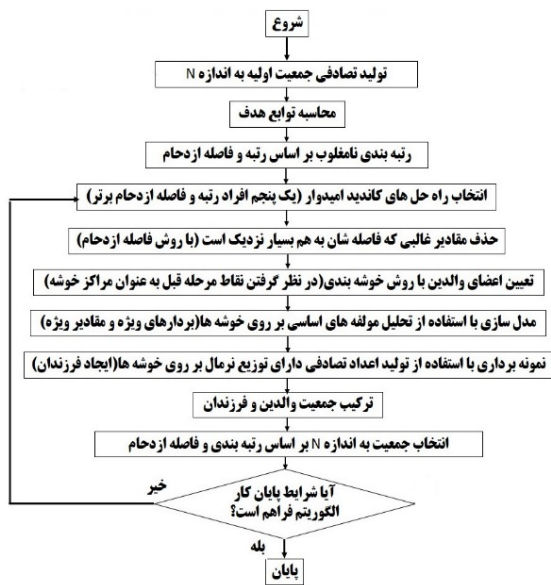 شروع
تولید تصادفی جمعیت اولیه به اندازه N
محاسبه توابع هدف
رتبه بندی نامغلوب بر اساس رتبه و فاصله ازدحام
انتخاب راه حل های کاندید امیدوار (یک پنجم افراد رتبه و فاصله ازدحام برتر)
حذف مقادیر غالبی که فاصله شان به هم بسیار نزدیک است (با روش فاصله ازدحام)
تعیین اعضای والدین با روش خوشه بندی(در نظر گرفتن نقاط مرحله قبل به عنوان مراکز خوشه)
مدل سازی با استفاده از تحلیل مولفه های اساسی بر روی خوشه ها(بردارهای ویژه و مقادیر ویژه)
نمونه برداری با استفاده از تولید اعداد تصادفی دارای توزیع نرمال بر روی خوشه ها(ایجاد فرزندان)
ترکیب جمعیت والدین و فرزندان
انتخاب جمعیت به اندازه N بر اساس رتبه بندی و فاصله ازدحام
آیا شرایط پایان کار
الگوریتم فراهم است؟
خیر
بله
پایان